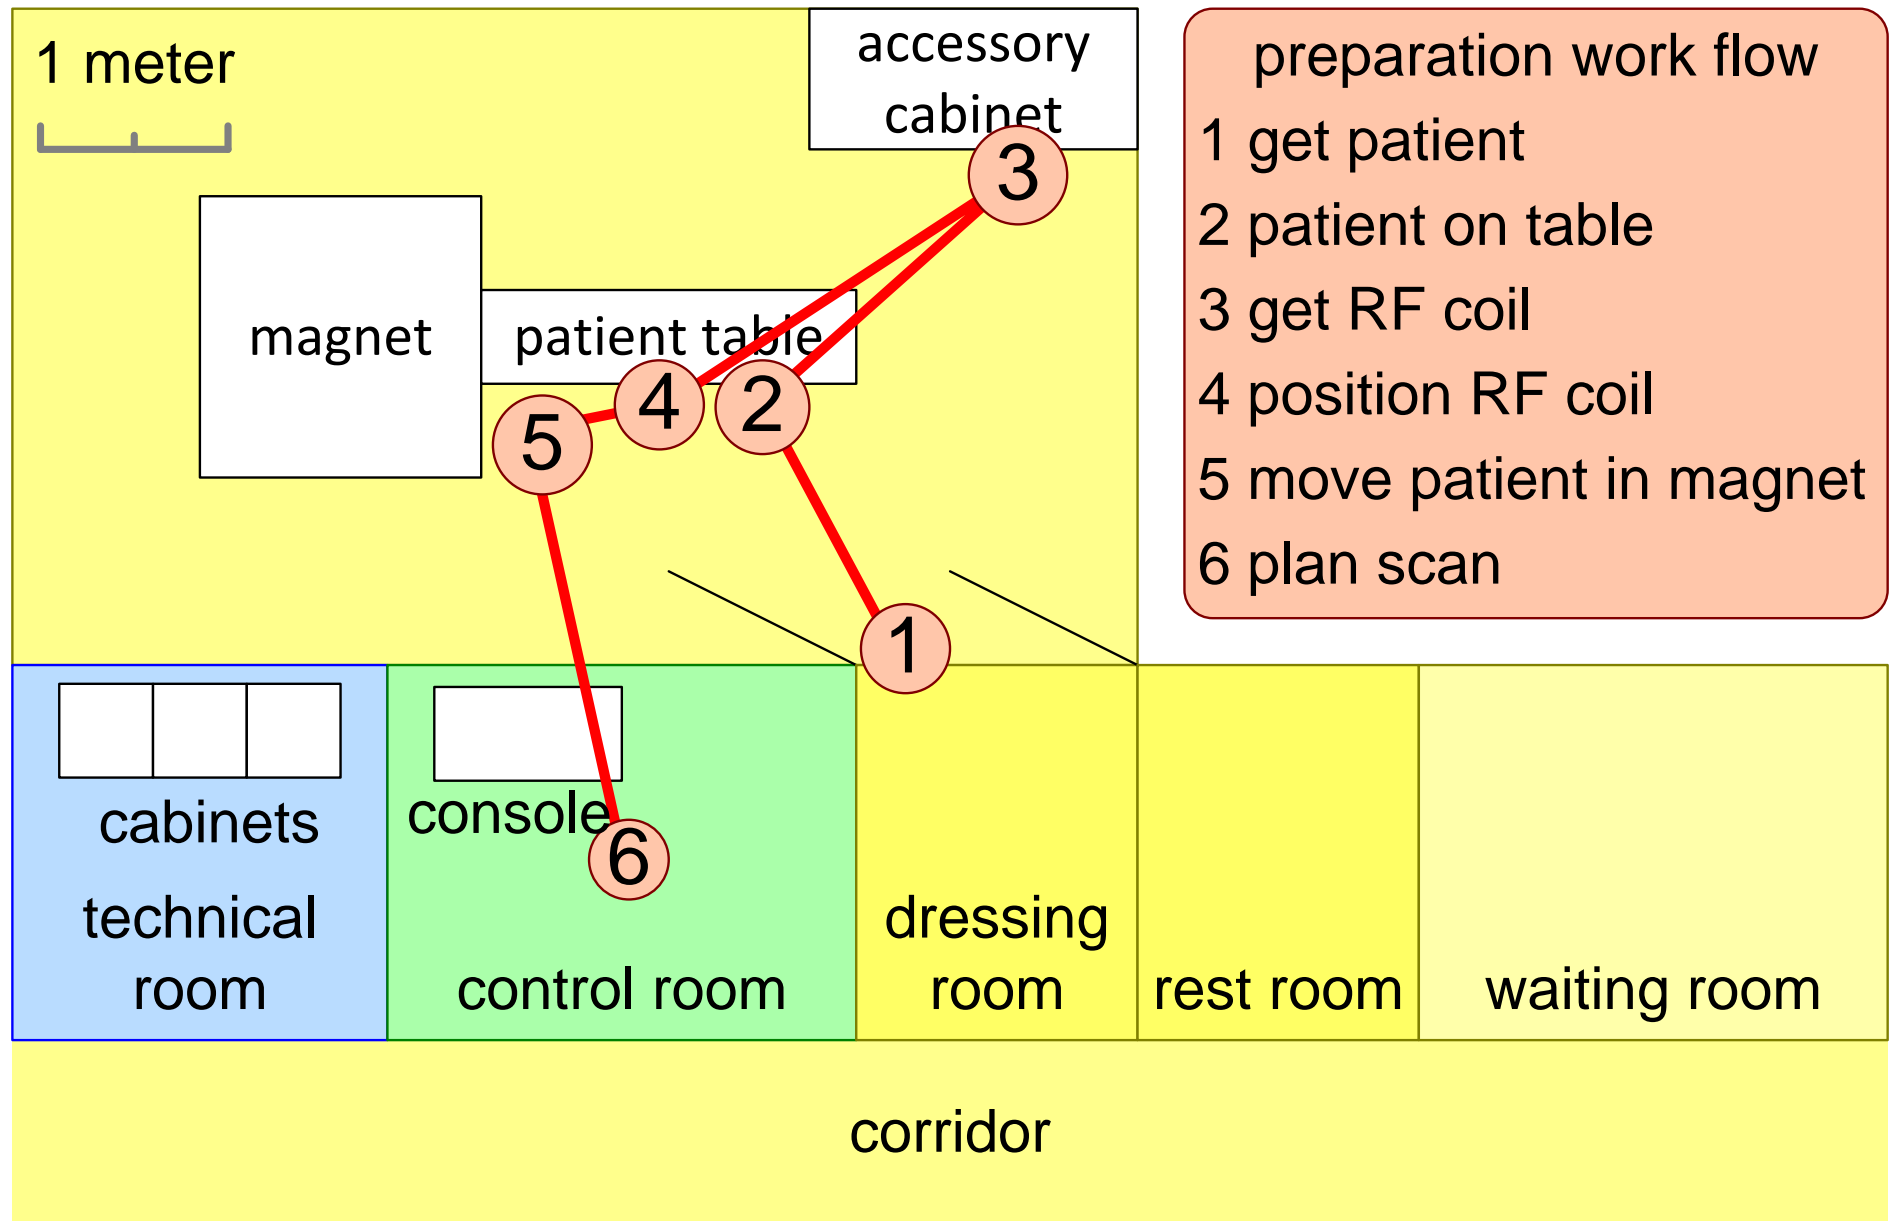 1 meter
accessory
cabinet
3
magnet
patient table
5
4
2
1
preparation work flow
1 get patient
2 patient on table
3 get RF coil
4 position RF coil
5 move patient in magnet
6 plan scan
cabinets
technical
room
console
6
control room
dressing
room
rest room
waiting room
corridor